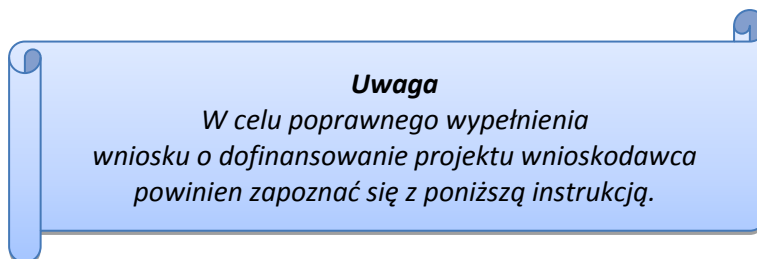 Uwaga
W celu poprawnego wypełnienia
wniosku o dofinansowanie projektu wnioskodawca
powinien zapoznać się z poniższą instrukcją.